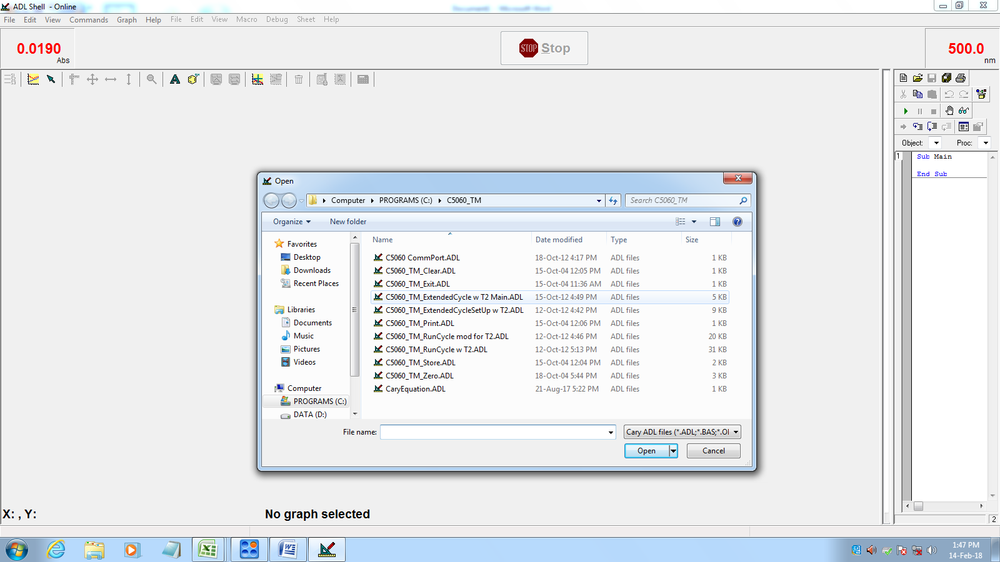 ADL Shell - Online
File Edit View Commands Graph Help File Edit View Macro Debug Sheet Help
0.0190
Abs
STOP Stop
500.0
nm
Object: Proc:
1 Sub Main
End Sub
Open
Computer PROGRAMS (C:) C5060_TM
Search C5060_TM
Organize New folder
Favorites
Desktop
Downloads
Recent Places
Libraries
Documents
Music
Pictures
Videos
Computer
PROGRAMS (C:)
DATA (D:)
Name Date modified Type Size
C5060 CommPort.ADL 18-Oct-12 4:17 PM ADL files 1 KB
C5060_TM_Clear.ADL 15-Oct-04 12:05 PM ADL files 1 KB
C5060_TM_Exit.ADL 15-Oct-04 11:36 AM ADL files 1 KB
C5060_TM_ExtendedCycle w T2 Main.ADL 15-Oct-12 4:49 PM ADL files 5 KB
C5060_TM_ExtendedCycleSetUp w T2.ADL 12-Oct-12 4:42 PM ADL files 9 KB
C5060_TM_Print.ADL 15-Oct-04 12:06 PM ADL files 1 KB
C5060_TM_RunCycle mod for T2.ADL 12-Oct-12 4:46 PM ADL files 20 KB
C5060_TM_RunCycle w T2.ADL 12-Oct-12 5:13 PM ADL files 31 KB
C5060_TM_Store.ADL 15-Oct-04 12:04 PM ADL files 2 KB
C5060_TM_Zero.ADL 18-Oct-04 5:44 PM ADL files 3 KB
CaryEquation.ADL 21-Aug-17 5:22 PM ADL files 1 KB
File name:
Cary ADL files (*.ADL;*.BAS;*.Ol
Open Cancel
X: , Y:
No graph selected
2
1:47 PM
14-Feb-18